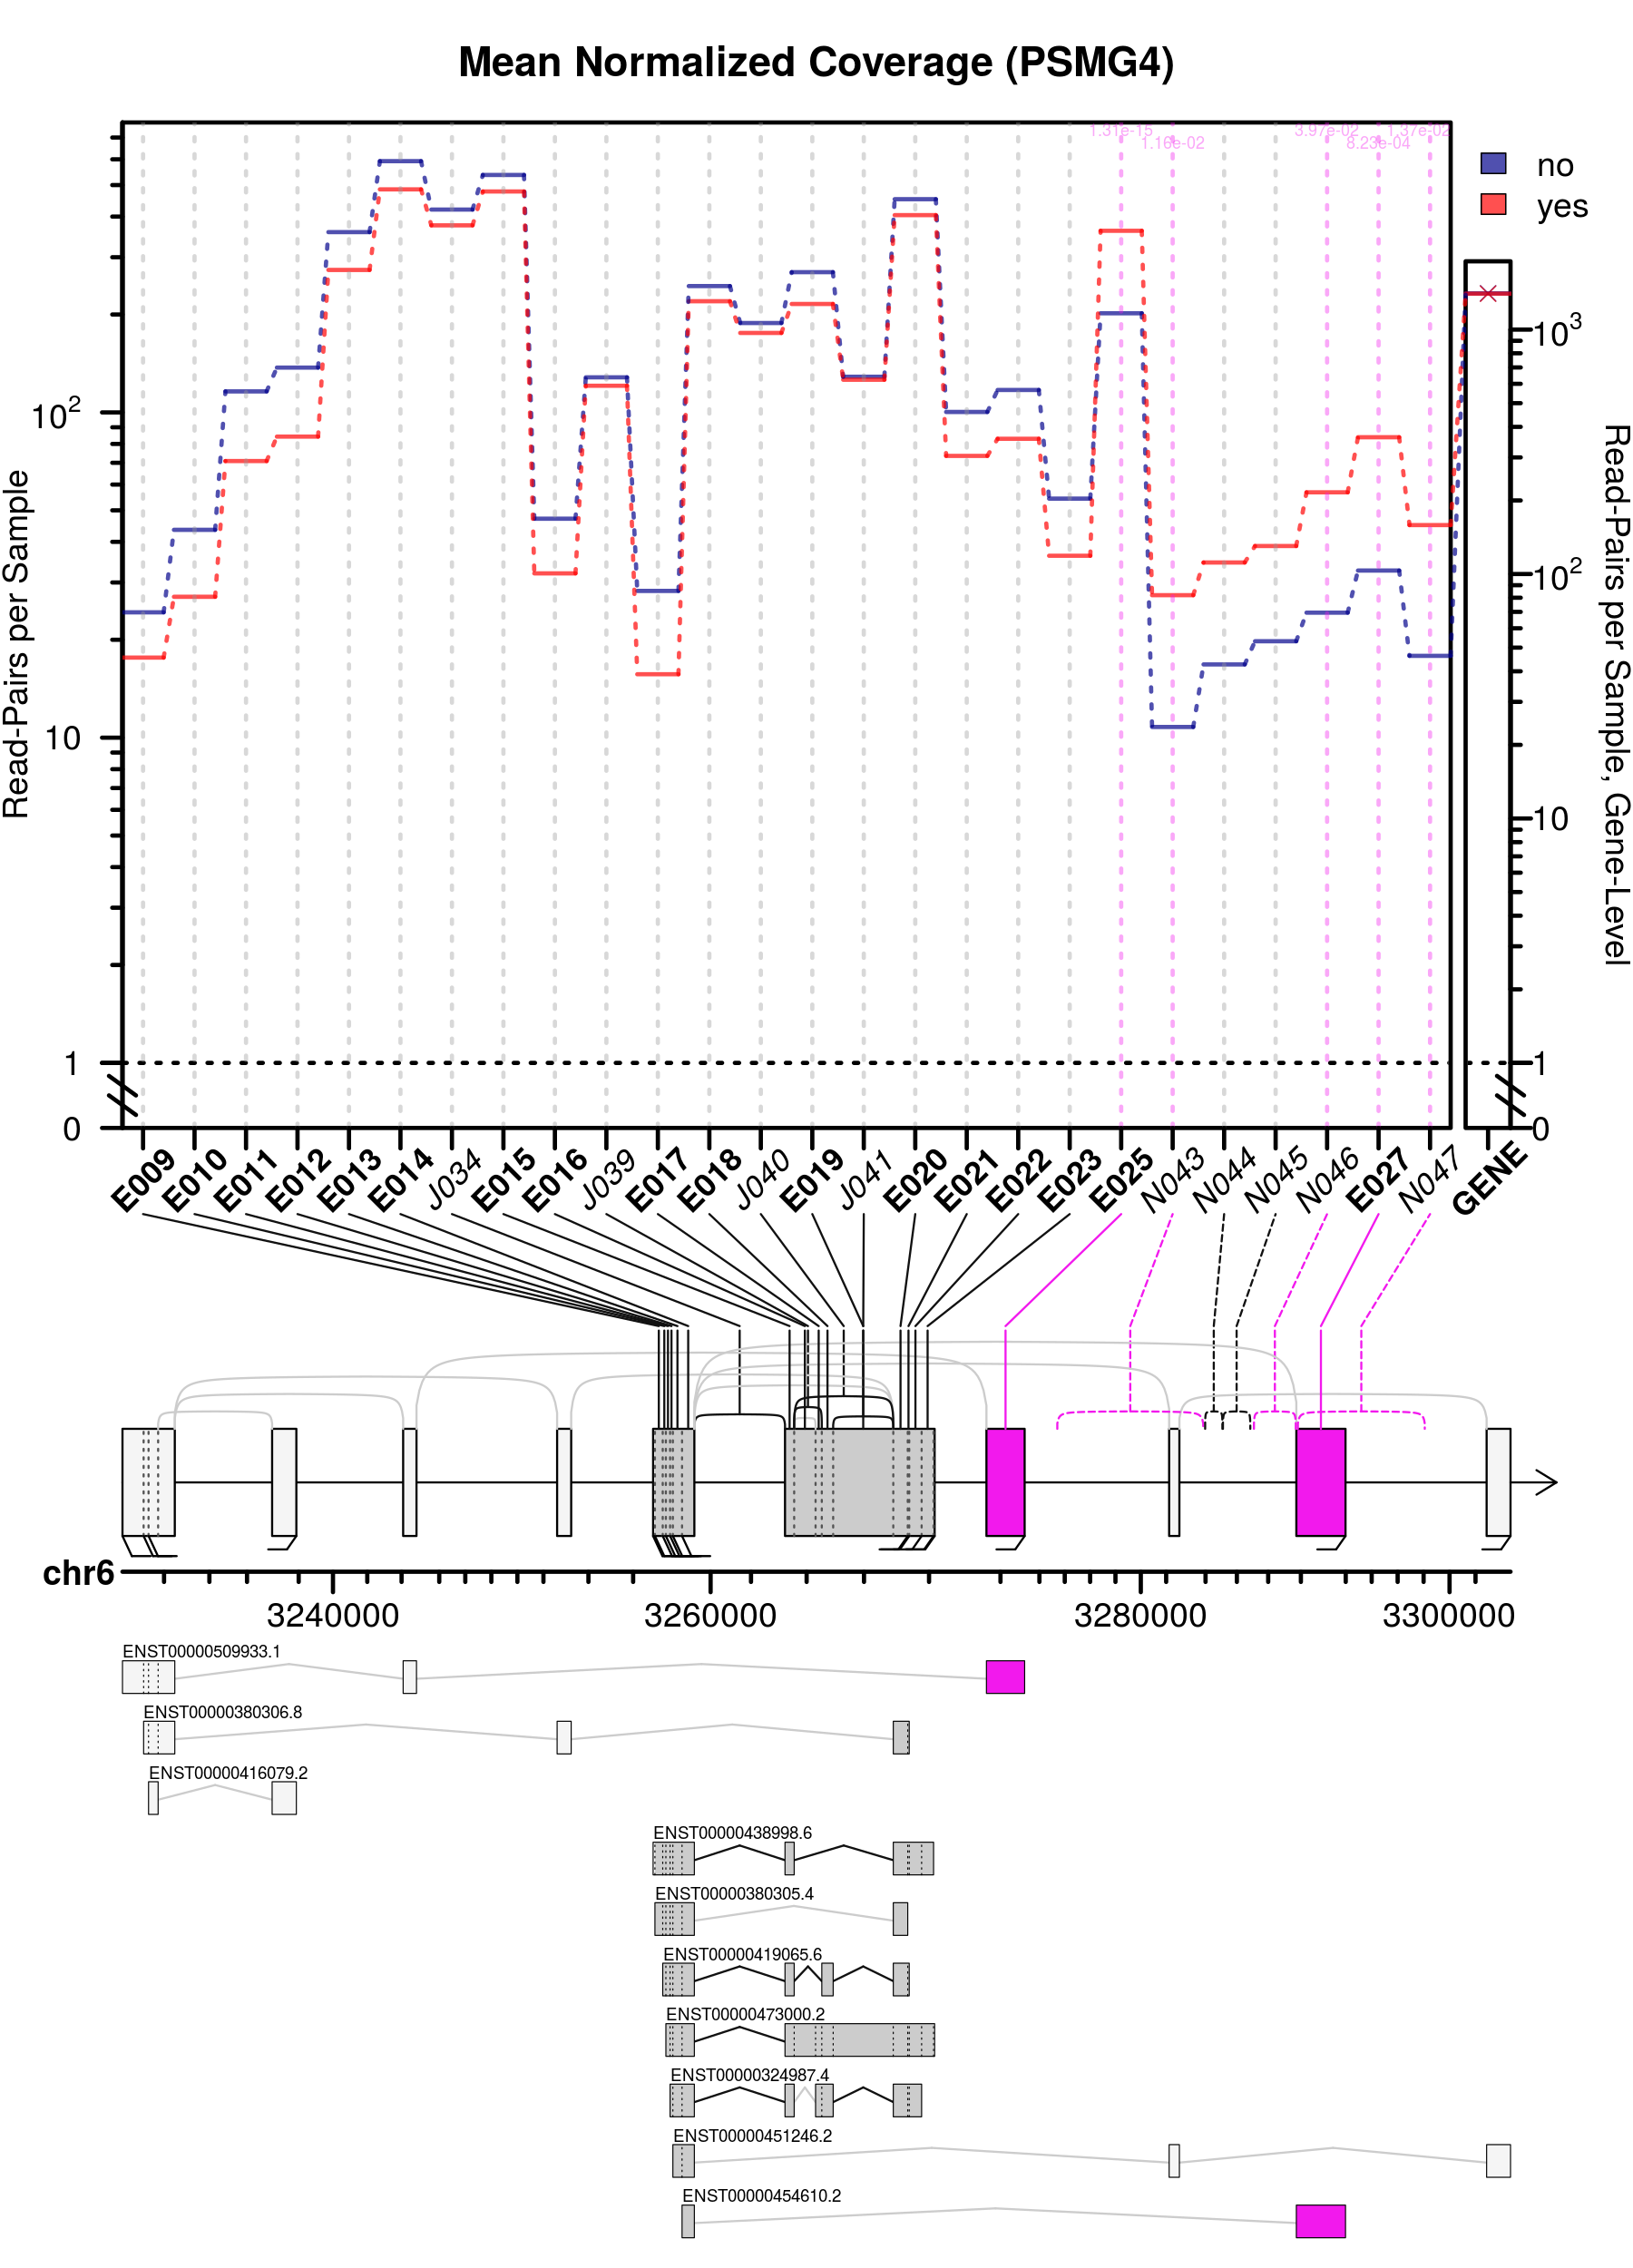 Mean Normalized Coverage (PSMG4)
1.31e-15
3.97e-02
1.37e-02
1.16e-02
8.23e-04
no
yes
Read-Pairs per Sample
10²
10
1
0
Read-Pairs per Sample, Gene-Level
10³
10²
10
1
0
E009 E010 E011 E012 E013 E014 J034 E015 E016 J039 E017 E018 J040 E019 J041 E020 E021 E022 E023 E025 N043 N044 N045 N046 E027 N047 GENE
chr6
3240000 3260000 3280000 3300000
ENST00000509933.1
ENST00000380306.8
ENST00000416079.2
ENST00000438998.6
ENST00000380305.4
ENST00000419065.6
ENST00000473000.2
ENST00000324987.4
ENST00000451246.2
ENST00000454610.2